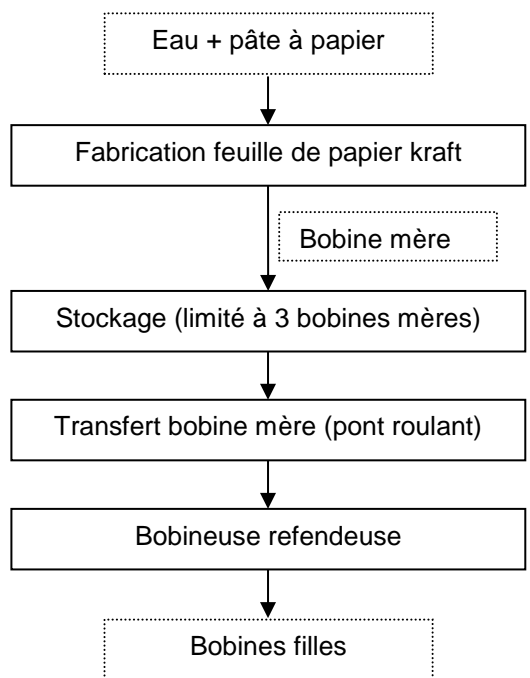 Eau + pâte à papier
Fabrication feuille de papier kraft
Bobine mère
Stockage (limité à 3 bobines mères)
Transfert bobine mère (pont roulant)
Bobineuse refendeuse
Bobines filles